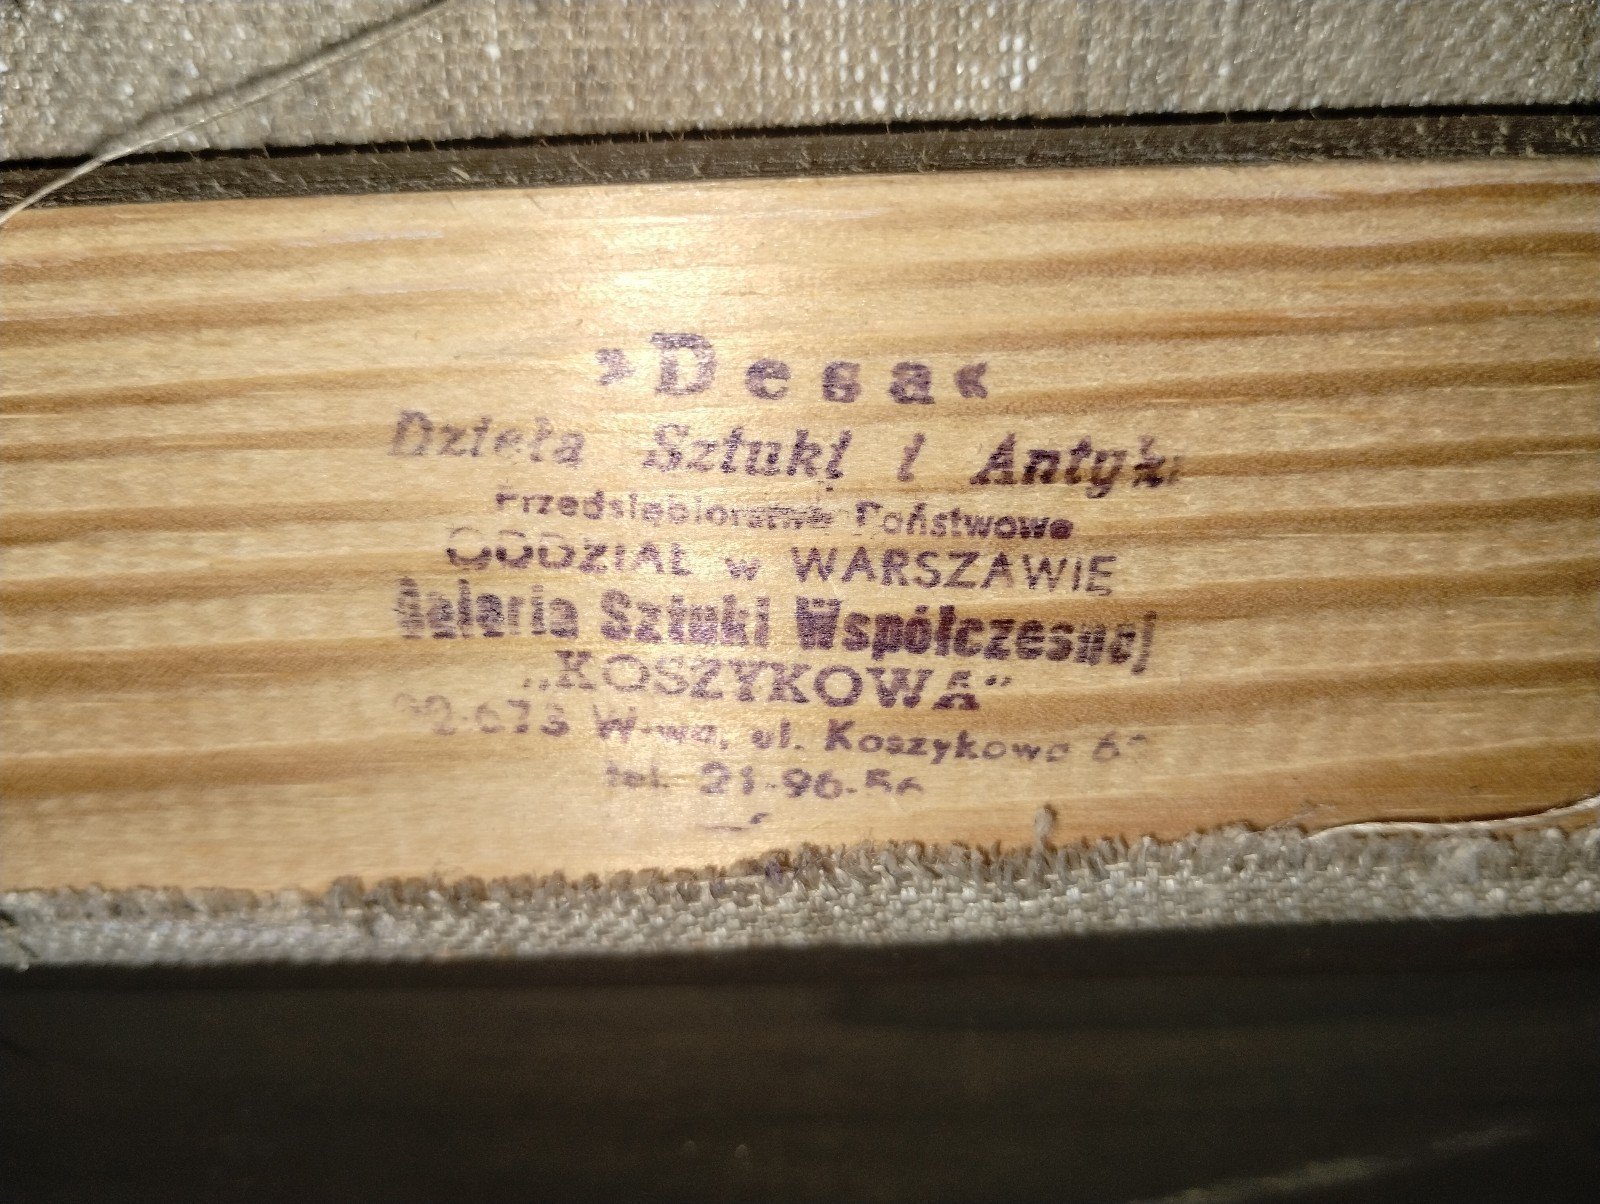 »Desa«
Dzieła Sztuki i Antyki
Przedsiębiorstwo Państwowe
ODDZIAŁ w WARSZAWIE
Galeria Sztuki Współczesnej
„KOSZYKOWA"
W-wa, ul. Koszykowa
tel. 21-96-56